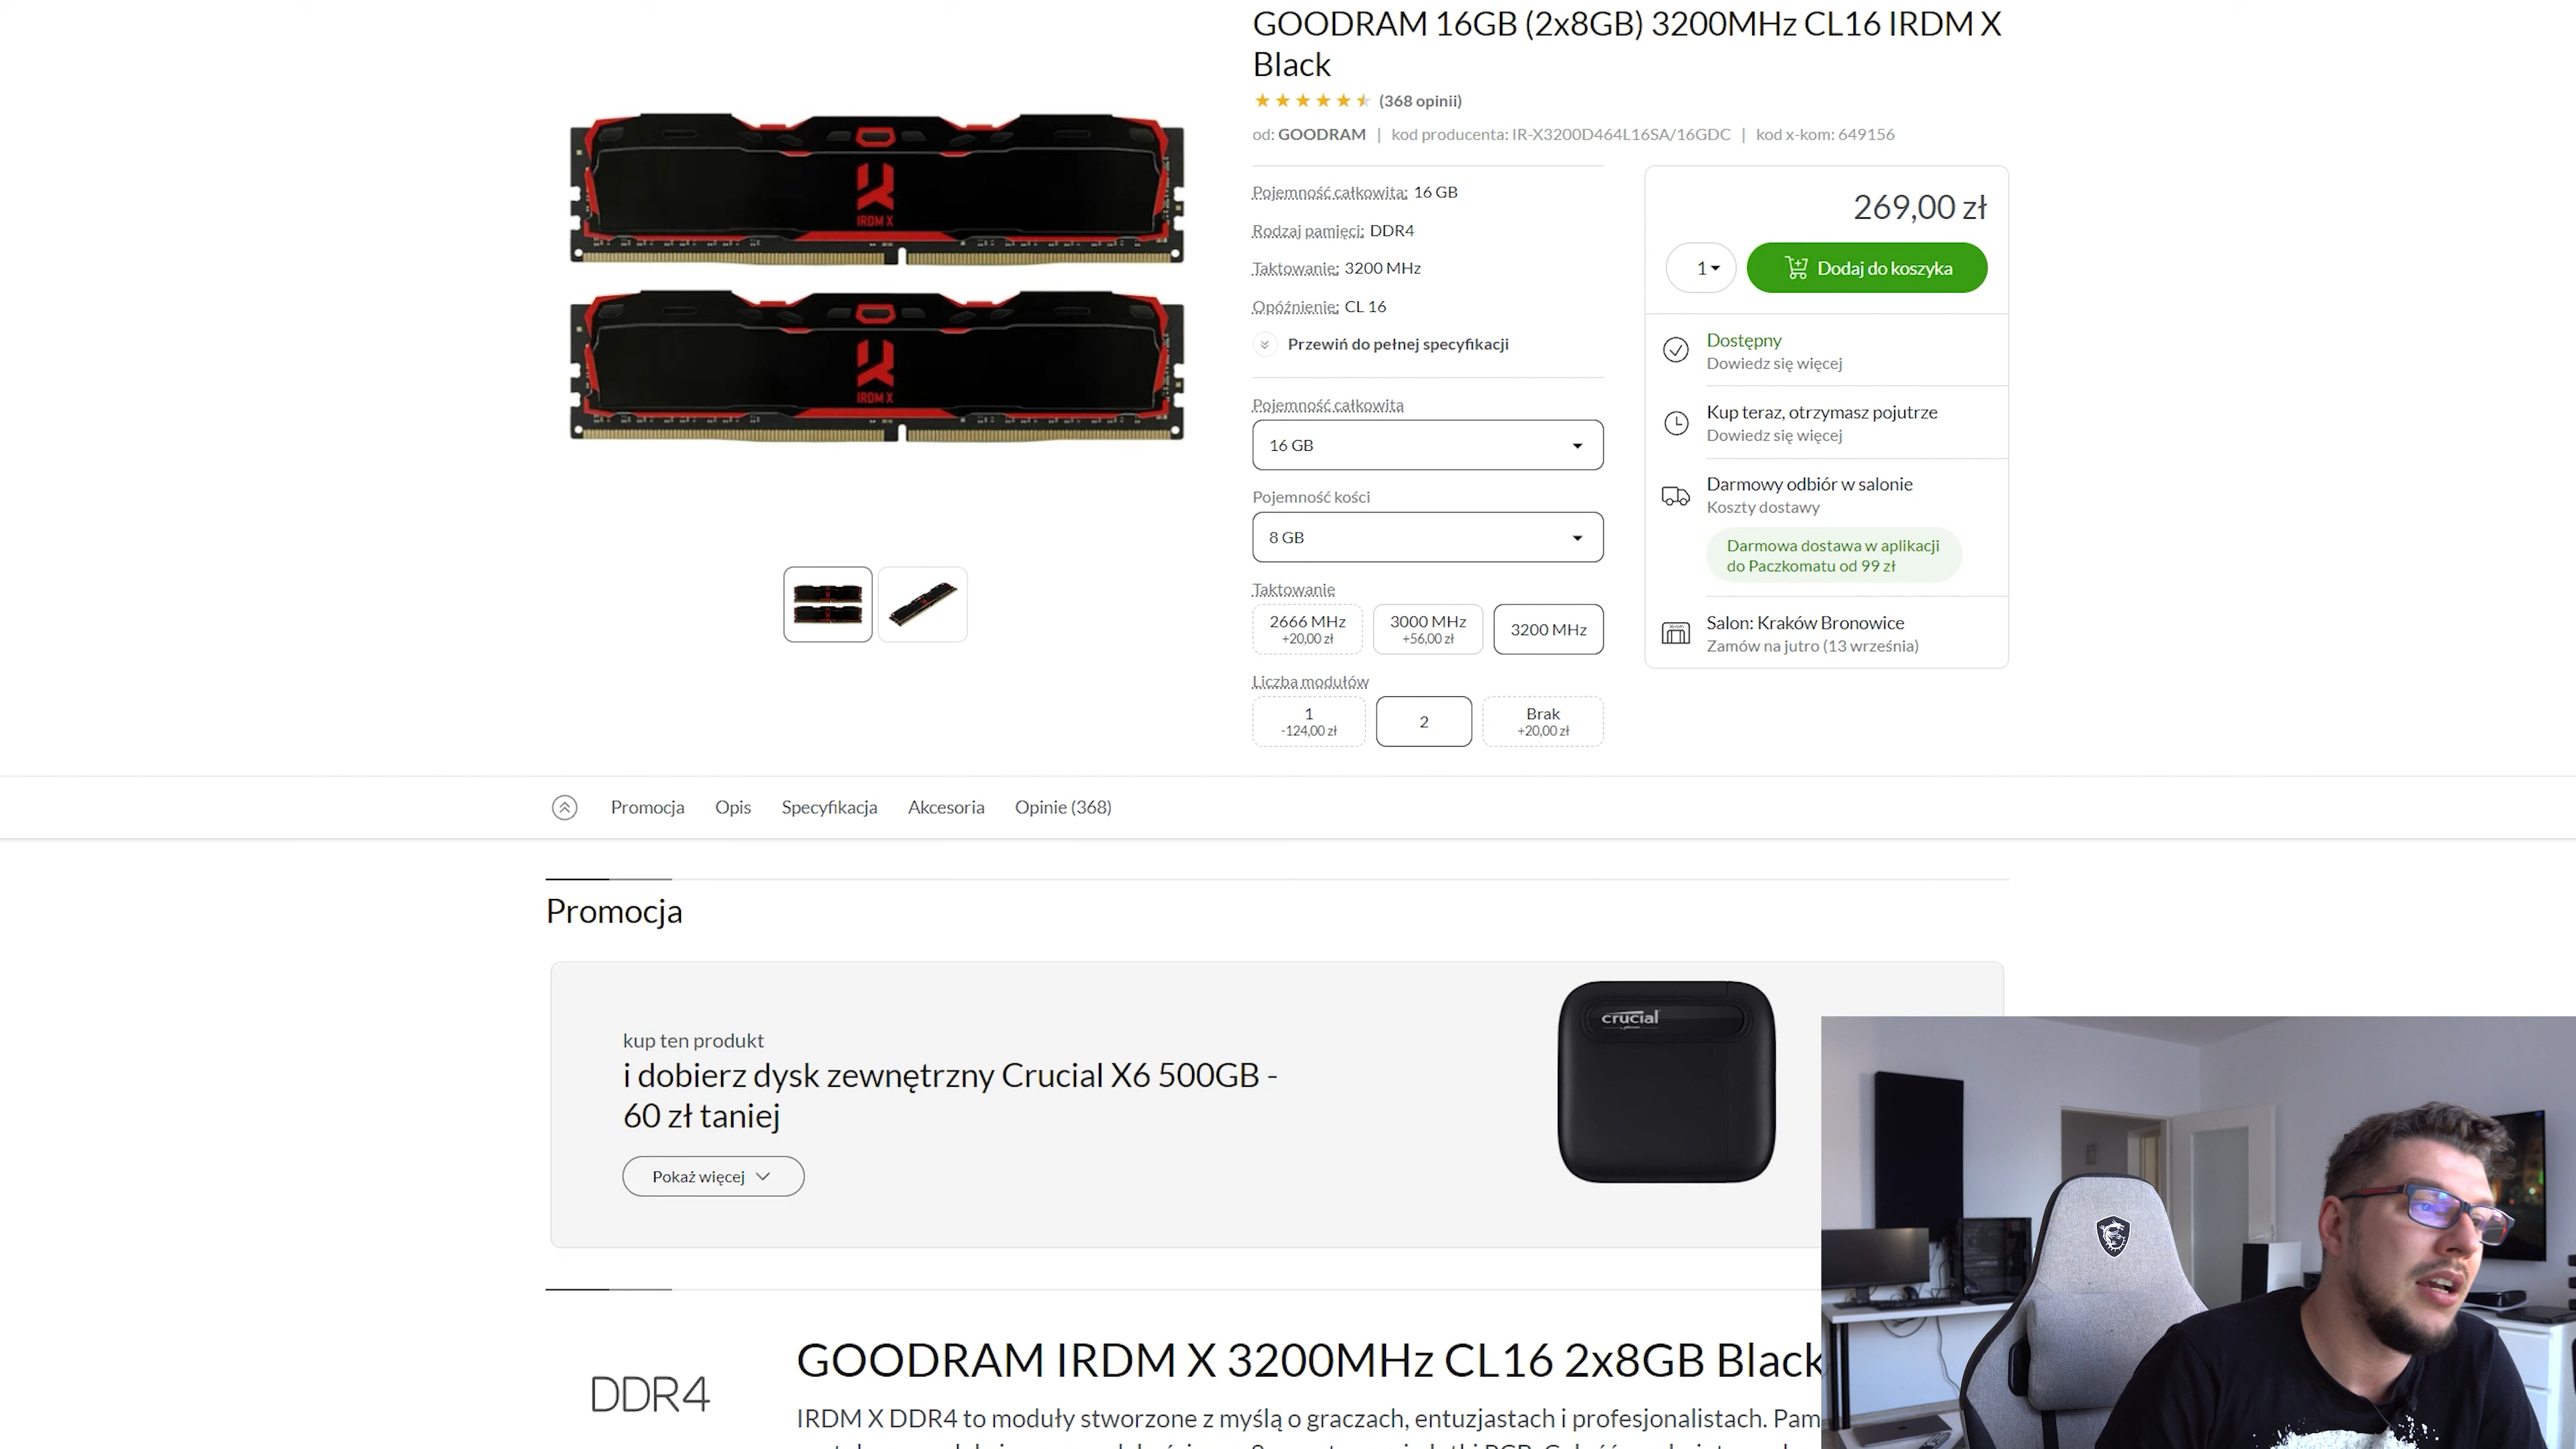 GOODRAM 16GB (2x8GB) 3200MHz CL16 IRDM X
Black
(368 opinii)
od: GOODRAM | kod producenta: IR-X3200D464L16SA/16GDC | kod x-kom: 649156
IRDM X
IRDM X
Pojemność całkowita: 16 GB
Rodzaj pamięci: DDR4
Taktowanie: 3200 MHz
Opóźnienie: CL 16
Przewiń do pełnej specyfikacji
Pojemność całkowita
16 GB
Pojemność kości
8 GB
Taktowanie
2666 MHz
+20,00 zł
3000 MHz
+56,00 zł
3200 MHz
Liczba modułów
1
-124,00 zł
2
Brak
+20,00 zł
269,00 zł
1
Dodaj do koszyka
Dostępny
Dowiedz się więcej
Kup teraz, otrzymasz pojutrze
Dowiedz się więcej
Darmowy odbiór w salonie
Koszty dostawy
Darmowa dostawa w aplikacji
do Paczkomatu od 99 zł
Salon: Kraków Bronowice
Zamów na jutro (13 września)
Promocja Opis Specyfikacja Akcesoria Opinie (368)
Promocja
kup ten produkt
i dobierz dysk zewnętrzny Crucial X6 500GB -
60 zł taniej
Pokaż więcej
crucial
DDR4
GOODRAM IRDM X 3200MHz CL16 2x8GB Black
IRDM X DDR4 to moduły stworzone z myślą o graczach, entuzjastach i profesjonalistach. Pam